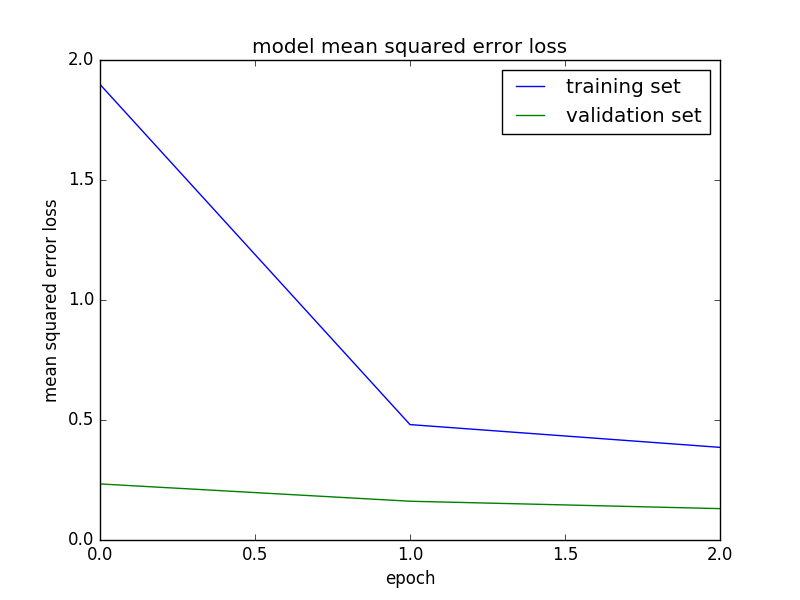 model mean squared error loss
2.0
training set
validation set
1.5
1.0
0.5
0.0
mean squared error loss
0.0 0.5 1.0 1.5 2.0
epoch